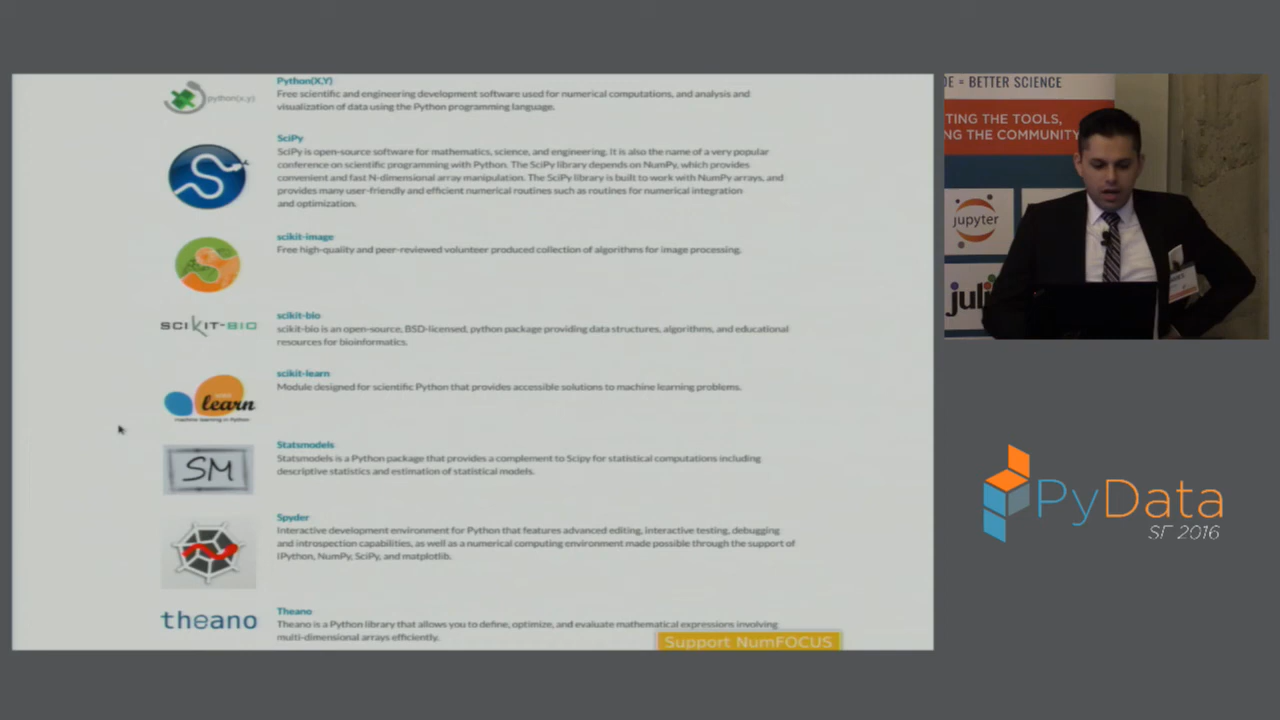 Python(X,Y)
python(x,y)
Free scientific and engineering development software used for numerical computations, and analysis and
visualization of data using the Python programming language.
SciPy
SciPy is open-source software for mathematics, science, and engineering. It is also the name of a very popular
conference on scientific programming with Python. The SciPy library depends on NumPy, which provides
convenient and fast N-dimensional array manipulation. The SciPy library is built to work with NumPy arrays, and
provides many user-friendly and efficient numerical routines such as routines for numerical integration
and optimization.
scikit-image
Free high-quality and peer-reviewed volunteer produced collection of algorithms for image processing.
scikit-bio
SCIKIT-BIO
scikit-bio is an open-source, BSD-licensed, python package providing data structures, algorithms, and educational
resources for bioinformatics.
scikit-learn
Module designed for scientific Python that provides accessible solutions to machine learning problems.
learn
machine learning in Python
Statsmodels
SM
Statsmodels is a Python package that provides a complement to Scipy for statistical computations including
descriptive statistics and estimation of statistical models.
Spyder
Interactive development environment for Python that features advanced editing, interactive testing, debugging
and introspection capabilities, as well as a numerical computing environment made possible through the support of
IPython, NumPy, SciPy, and matplotlib.
Theano
theano
Theano is a Python library that allows you to define, optimize, and evaluate mathematical expressions involving
multi-dimensional arrays efficiently.
Support NumFOCUS
DE = BETTER SCIENCE
TING THE TOOLS,
NG THE COMMUNITY
jupyter
juli
PyData
SF 2016